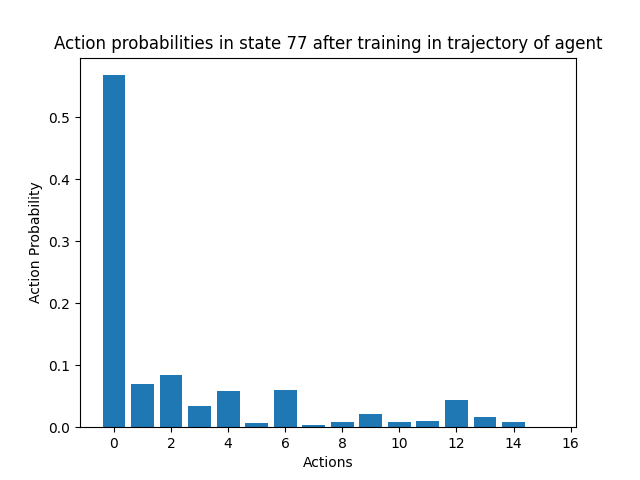 Action probabilities in state 77 after training in trajectory of agent
0.5
0.4
0.3
0.2
0.1
0.0
Action Probability
0 2 4 6 8 10 12 14 16
Actions